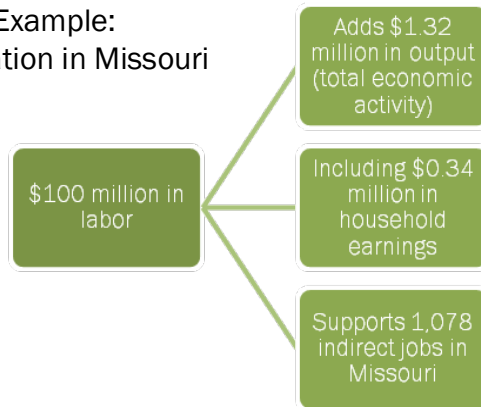 Example:
tion in Missouri
Adds $1.32
million in output
(total economic
activity)
$100 million in
labor
Including $0.34
million in
household
earnings
Supports 1,078
indirect jobs in
Missouri